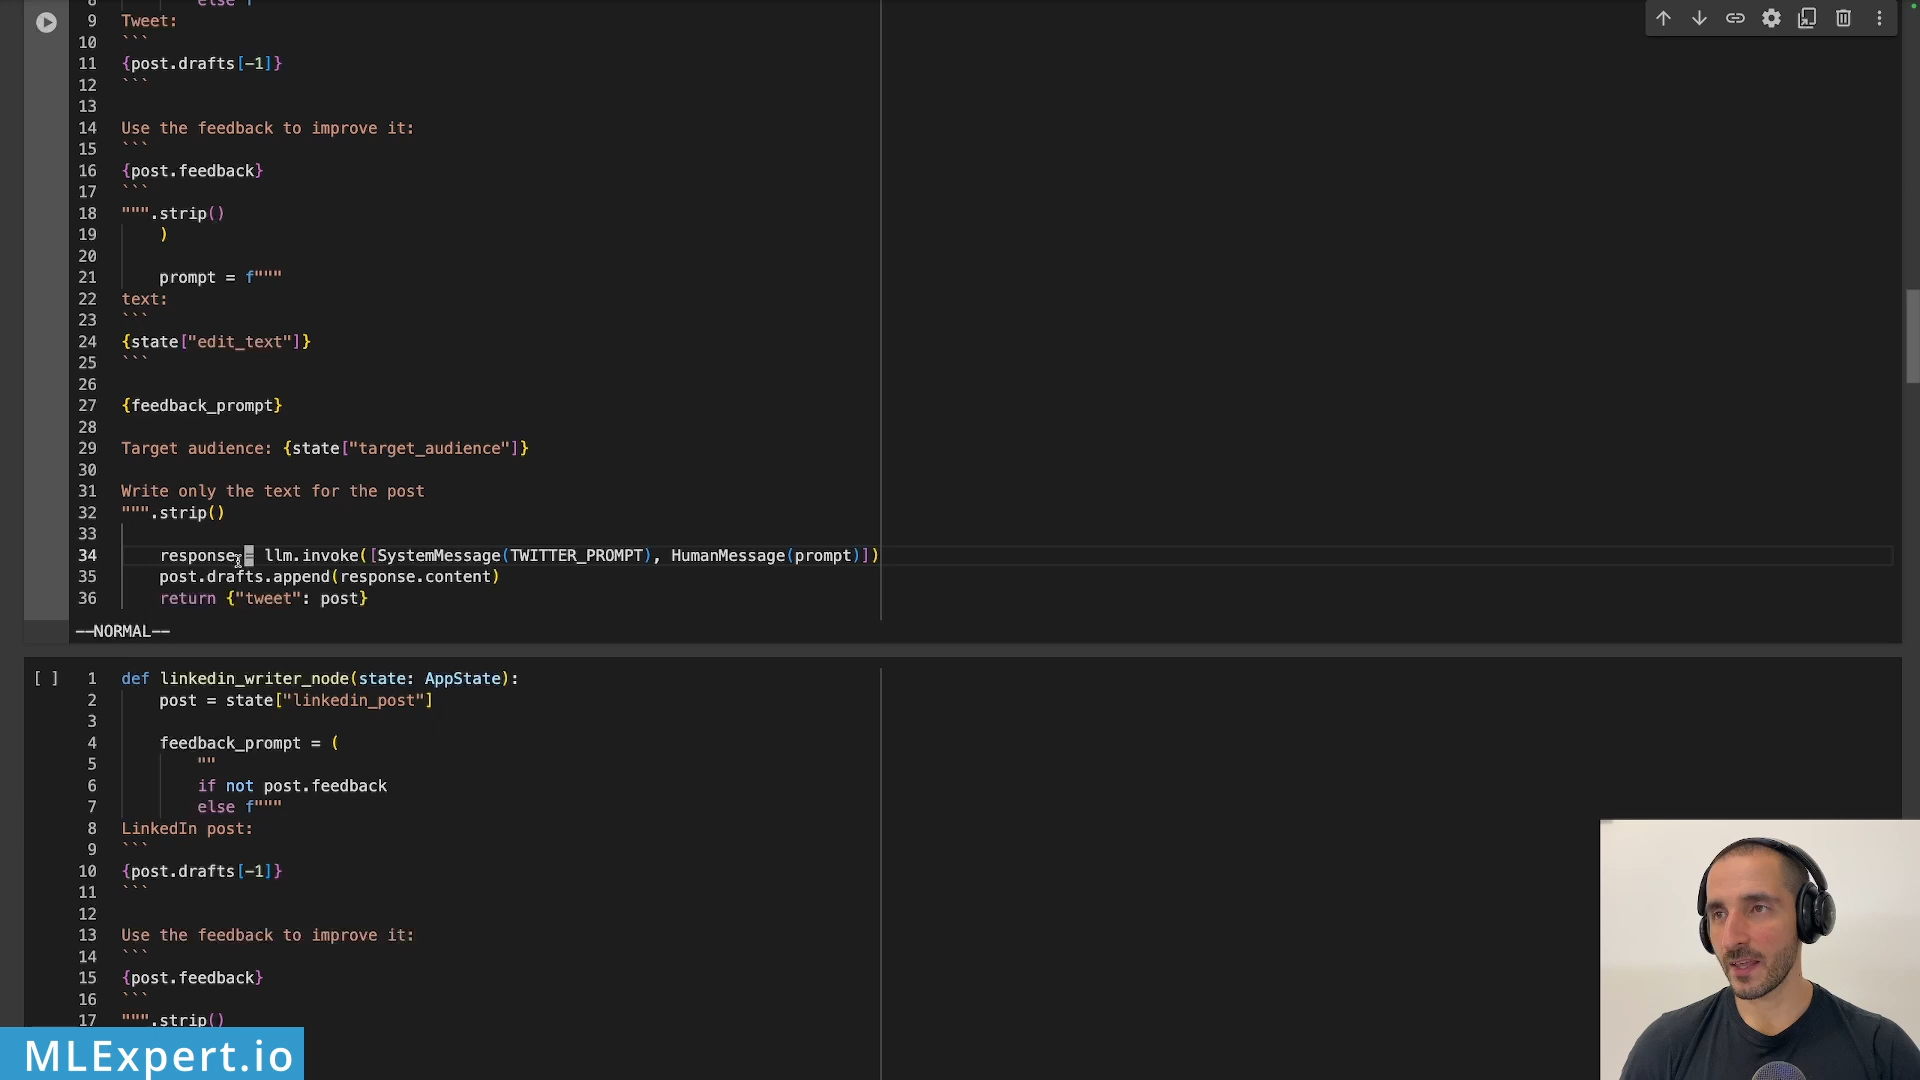 8 else f
9 Tweet:
10 ```
11 {post.drafts[-1]}
12 ```
13
14 Use the feedback to improve it:
15 ```
16 {post.feedback}
17 ```
18 """.strip()
19 )
20
21 prompt = f"""
22 text:
23 ```
24 {state["edit_text"]}
25 ```
26
27 {feedback_prompt}
28
29 Target audience: {state["target_audience"]}
30
31 Write only the text for the post
32 """.strip()
33
34 response = llm.invoke([SystemMessage(TWITTER_PROMPT), HumanMessage(prompt)])
35 post.drafts.append(response.content)
36 return {"tweet": post}
--NORMAL--
[ ] 1 def linkedin_writer_node(state: AppState):
2 post = state["linkedin_post"]
3
4 feedback_prompt = (
5 ""
6 if not post.feedback
7 else f"""
8 LinkedIn post:
9 ```
10 {post.drafts[-1]}
11 ```
12
13 Use the feedback to improve it:
14 ```
15 {post.feedback}
16 ```
17 """.strip()
MLExpert.io